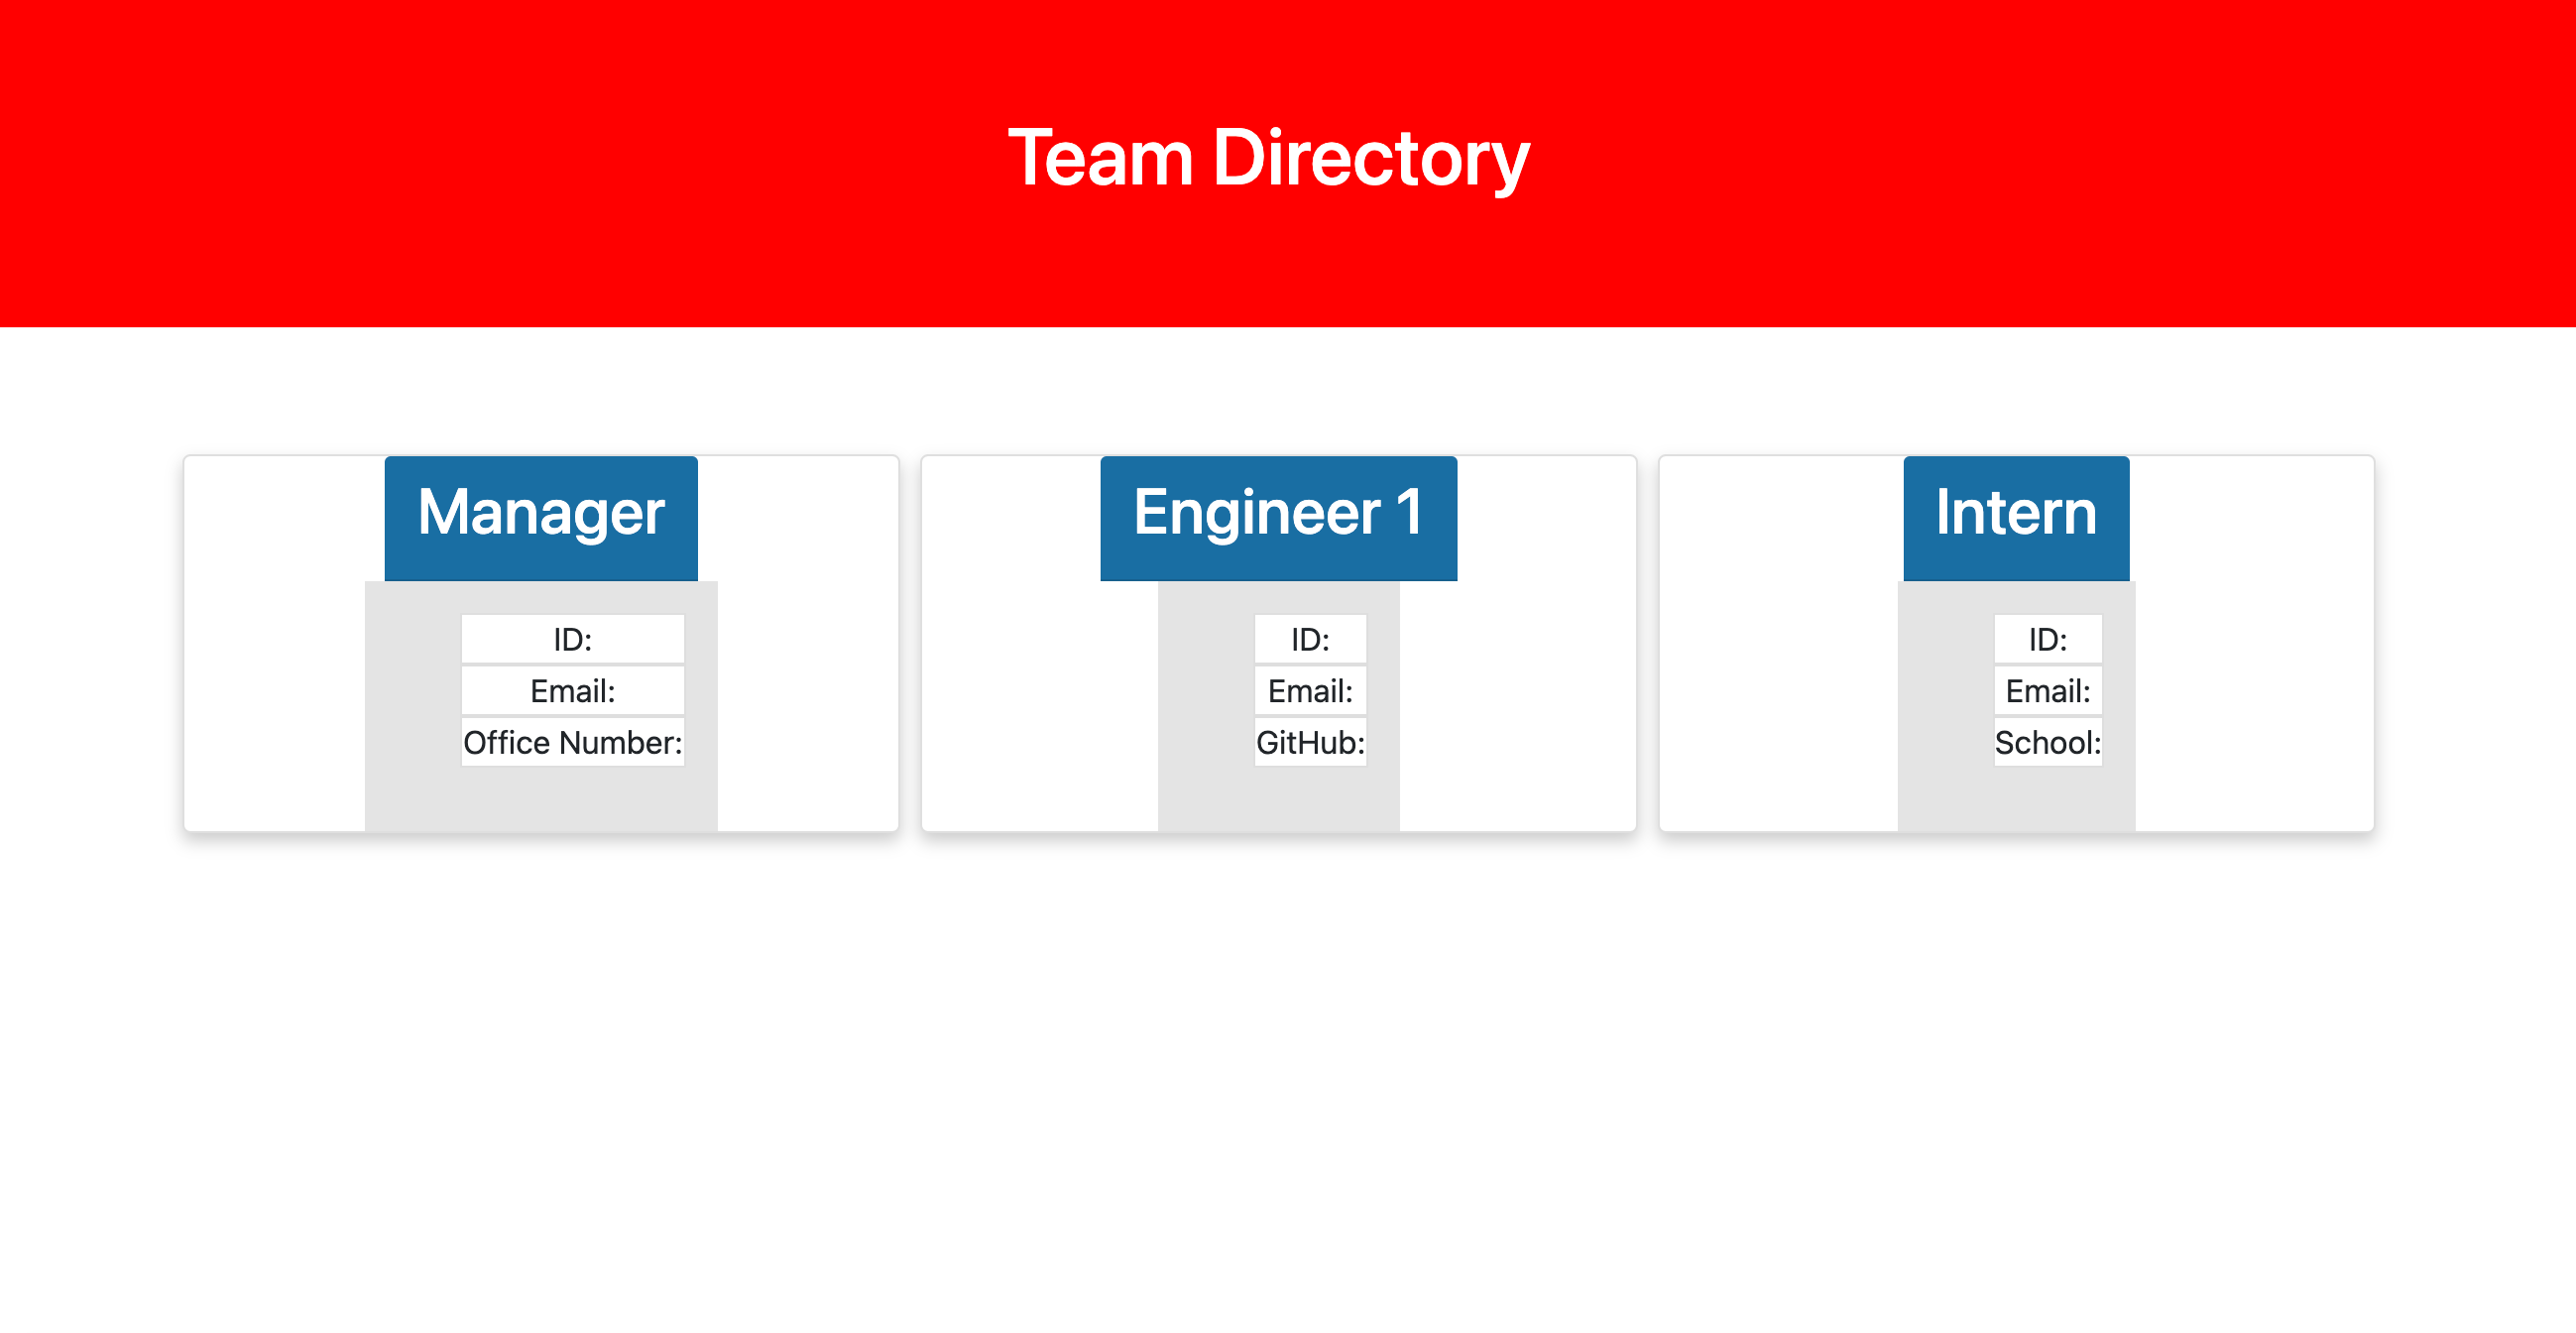 Team Directory
Manager
ID:
Email:
Office Number:
Engineer 1
ID:
Email:
GitHub:
Intern
ID:
Email:
School: